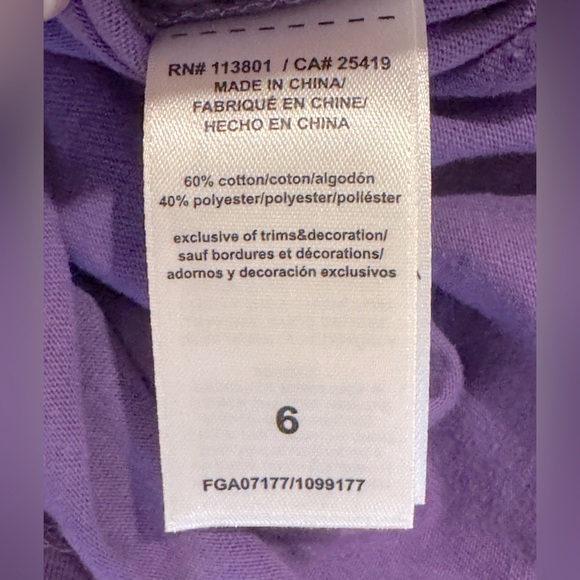 RN# 113801 / CA# 25419
MADE IN CHINA/
FABRIQUÉ EN CHINE/
HECHO EN CHINA
60% cotton/coton/algodón
40% polyester/polyester/poliéster
exclusive of trims&decoration/
sauf bordures et décorations/
adornos y decoración exclusivos
6
FGA07177/1099177